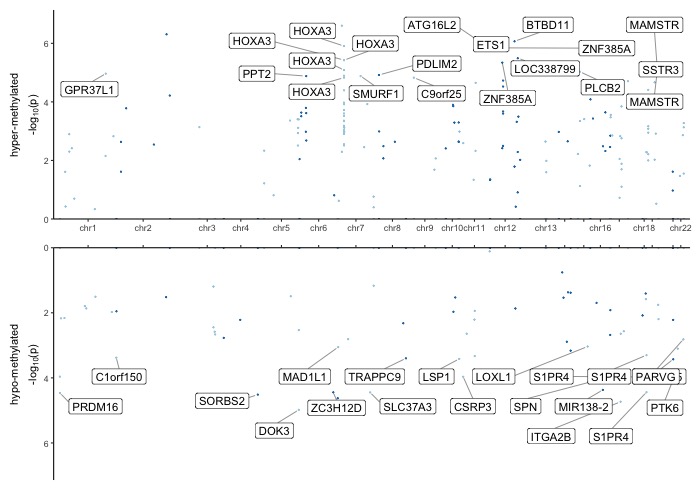 hyper-methylated
-log₁₀(p)
6
4
2
0
ATG16L2
BTBD11
MAMSTR
HOXA3
HOXA3
HOXA3
ETS1
ZNF385A
PPT2
PDLIM2
LOC338799
SSTR3
GPR37L1
HOXA3
SMURF1
C9orf25
ZNF385A
PLCB2
MAMSTR
chr1
chr2
chr3
chr4
chr5
chr6
chr7
chr8
chr9
chr10
chr11
chr12
chr13
chr16
chr18
chr22
hypo-methylated
-log₁₀(p)
0
2
4
6
C1orf150
MAD1L1
TRAPPC9
LSP1
LOXL1
S1PR4
S1PR4
PARVG
PRDM16
SORBS2
ZC3H12D
SLC37A3
CSRP3
SPN
MIR138-2
PTK6
DOK3
ITGA2B
S1PR4